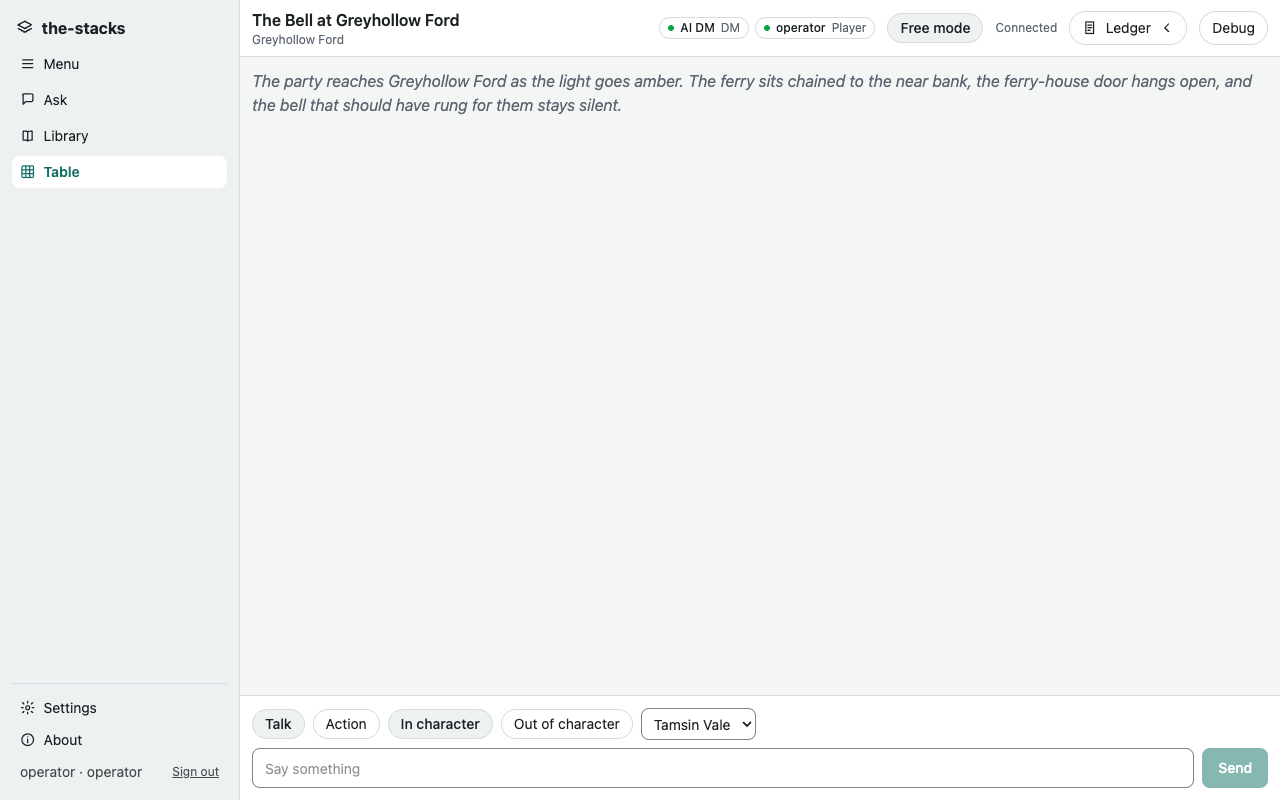 the-stacks
Menu
Ask
Library
Table
Settings
About
operator · operator
Sign out
The Bell at Greyhollow Ford
Greyhollow Ford
AI DM DM
operator Player
Free mode
Connected
Ledger
Debug
The party reaches Greyhollow Ford as the light goes amber. The ferry sits chained to the near bank, the ferry-house door hangs open, and
the bell that should have rung for them stays silent.
Talk
Action
In character
Out of character
Tamsin Vale
Say something
Send